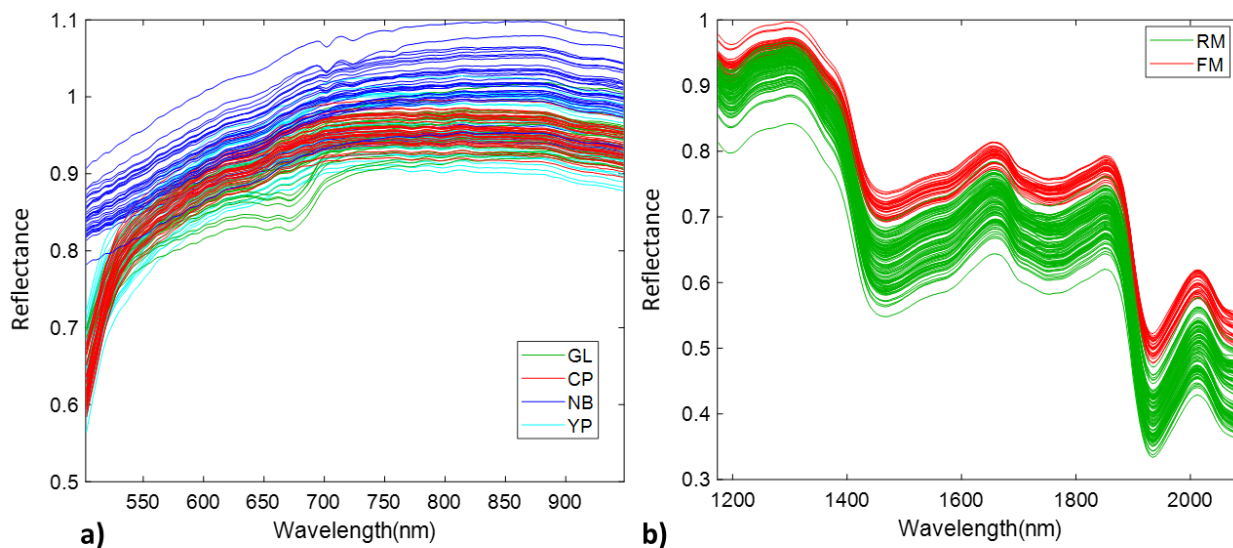 1.1
1
0.9
0.8
0.7
0.6
0.5
Reflectance
GL
CP
NB
YP
550 600 650 700 750 800 850 900
Wavelength(nm)
a)
1
0.9
0.8
0.7
0.6
0.5
0.4
0.3
Reflectance
RM
FM
1200 1400 1600 1800 2000
Wavelength(nm)
b)